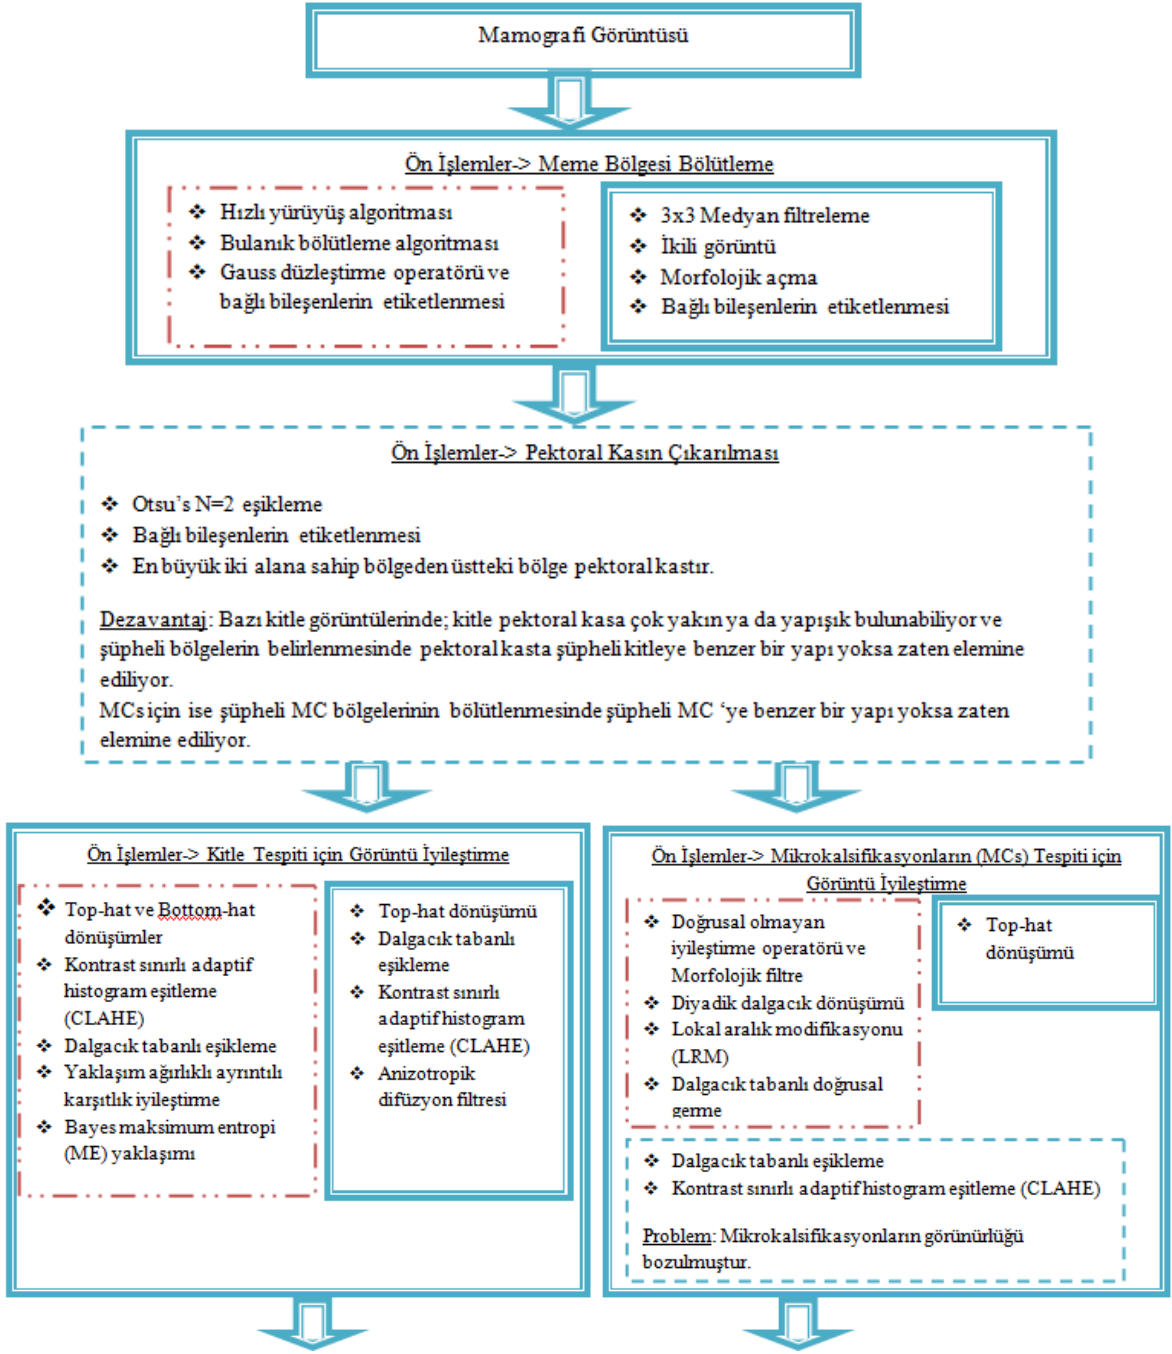 Mamografi Görüntüsü
Ön İşlemler-> Meme Bölgesi Bölütleme
❖ Hızlı yürüyüş algoritması
❖ Bulanık bölütleme algoritması
❖ Gauss düzleştirme operatörü ve
bağlı bileşenlerin etiketlenmesi
❖ 3x3 Medyan filtreleme
❖ İkili görüntü
❖ Morfolojik açma
❖ Bağlı bileşenlerin etiketlenmesi
Ön İşlemler-> Pektoral Kasın Çıkarılması
❖ Otsu's N=2 eşikleme
❖ Bağlı bileşenlerin etiketlenmesi
❖ En büyük iki alana sahip bölgeden üstteki bölge pektoral kastır.
Dezavantaj: Bazı kitle görüntülerinde; kitle pektoral kasa çok yakın ya da yapışık bulunabiliyor ve
şüpheli bölgelerin belirlenmesinde pektoral kasta şüpheli kitleye benzer bir yapı yoksa zaten elemine
ediliyor.
MCs için ise şüpheli MC bölgelerinin bölütlenmesinde şüpheli MC 'ye benzer bir yapı yoksa zaten
elemine ediliyor.
Ön İşlemler-> Kitle Tespiti için Görüntü İyileştirme
❖ Top-hat ve Bottom-hat
dönüşümler
❖ Kontrast sınırlı adaptif
histogram eşitleme
(CLAHE)
❖ Dalgacık tabanlı eşikleme
❖ Yaklaşım ağırlıklı ayrıntılı
karşıtlık iyileştirme
❖ Bayes maksimum entropi
(ME) yaklaşımı
❖ Top-hat dönüşümü
❖ Dalgacık tabanlı
eşikleme
❖ Kontrast sınırlı
adaptif histogram
eşitleme (CLAHE)
❖ Anizotropik
difüzyon filtresi
Ön İşlemler-> Mikrokalsifikasyonların (MCs) Tespiti için
Görüntü İyileştirme
❖ Doğrusal olmayan
iyileştirme operatörü ve
Morfolojik filtre
❖ Diyadik dalgacık dönüşümü
❖ Lokal aralık modifikasyonu
(LRM)
❖ Dalgacık tabanlı doğrusal
germe
❖ Top-hat
dönüşümü
❖ Dalgacık tabanlı eşikleme
❖ Kontrast sınırlı adaptif histogram eşitleme (CLAHE)
Problem: Mikrokalsifikasyonların görünürlüğü
bozulmuştur.